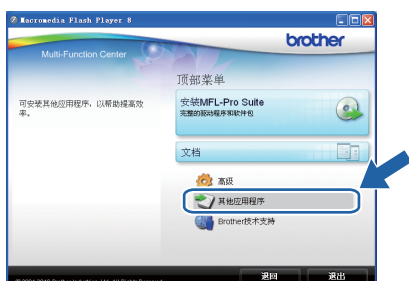 Macromedia Flash Player 8
brother
Multi-Function Center
顶部菜单
可安装其他应用程序，以帮助提高效
率。
安装MFL-Pro Suite
完整的驱动程序和软件包
文档
高级
其他应用程序
Brother技术支持
退回
退出